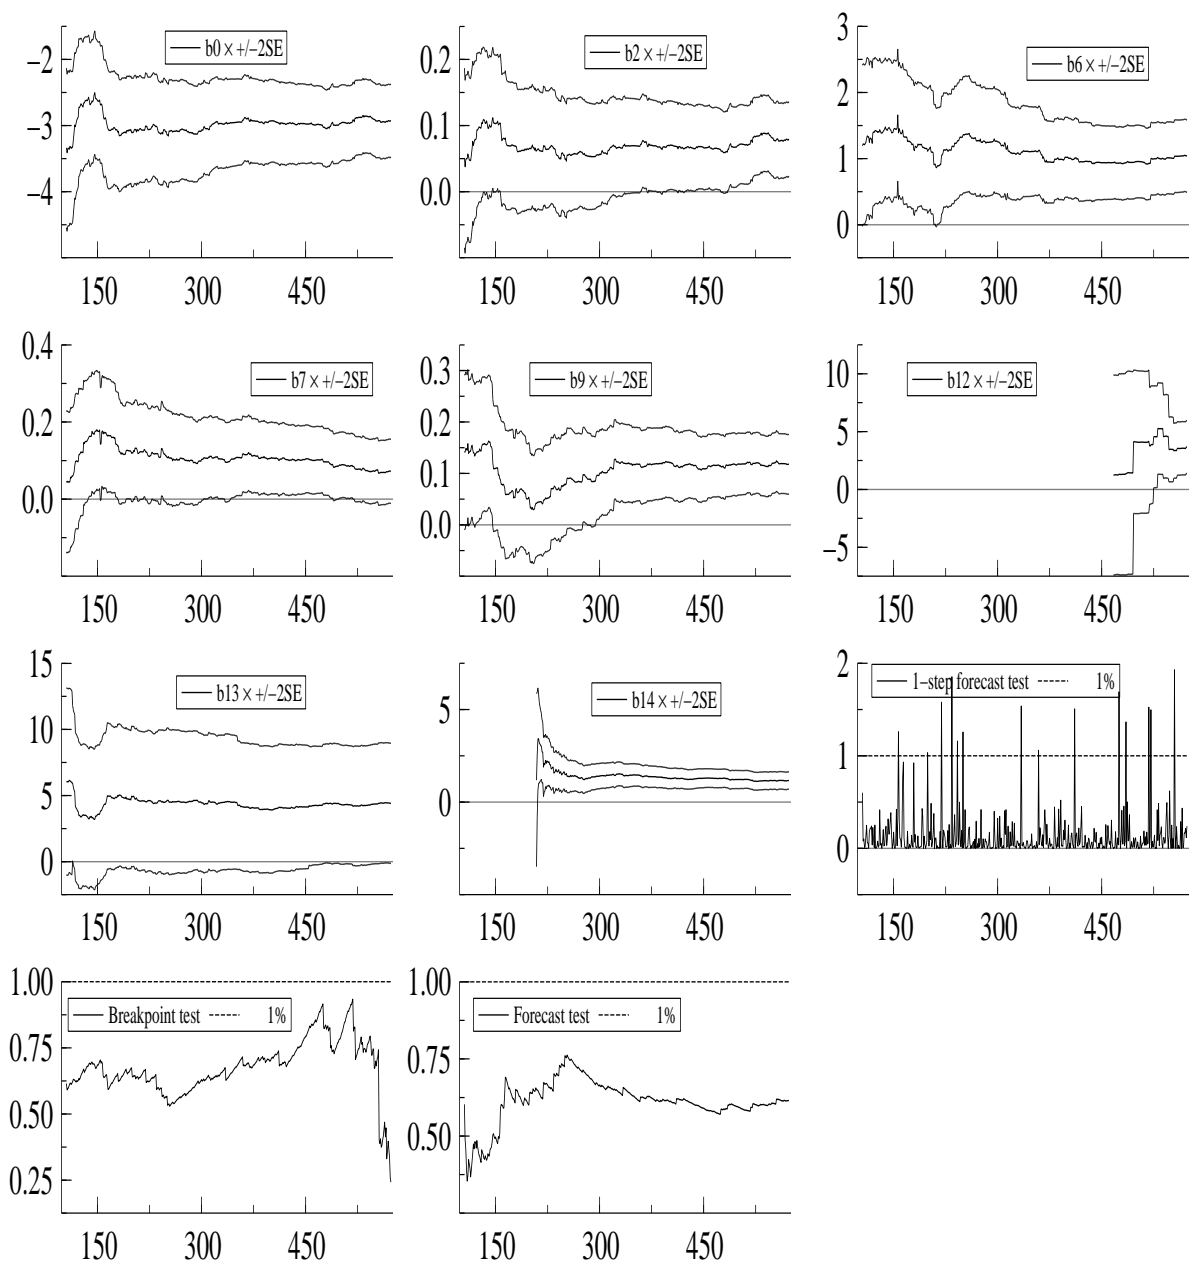 b0 × +/−2SE
−2
−3
−4
150 300 450
b2 × +/−2SE
0.2
0.1
0.0
150 300 450
b6 × +/−2SE
3
2
1
0
150 300 450
b7 × +/−2SE
0.4
0.2
0.0
150 300 450
b9 × +/−2SE
0.3
0.2
0.1
0.0
150 300 450
b12 × +/−2SE
10
5
0
−5
150 300 450
b13 × +/−2SE
15
10
5
0
150 300 450
b14 × +/−2SE
5
0
150 300 450
1−step forecast test 1%
2
1
0
150 300 450
1.00
Breakpoint test 1%
0.75
0.50
0.25
150 300 450
1.00
Forecast test 1%
0.75
0.50
150 300 450